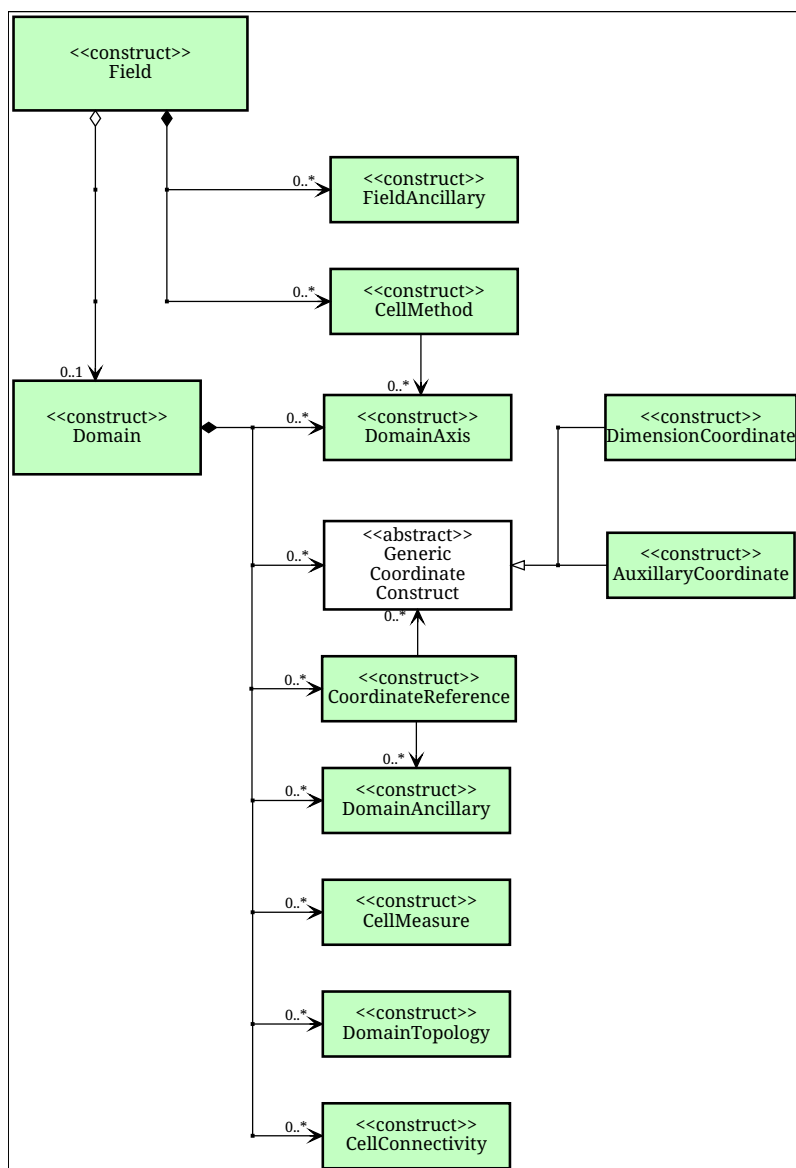 <<construct>>
Field
0..*
<<construct>>
FieldAncillary
0..*
<<construct>>
CellMethod
0..1
0..*
<<construct>>
Domain
0..*
<<construct>>
DomainAxis
<<construct>>
DimensionCoordinate
0..*
<<abstract>>
Generic
Coordinate
Construct
<<construct>>
AuxillaryCoordinate
0..*
0..*
<<construct>>
CoordinateReference
0..*
0..*
<<construct>>
DomainAncillary
0..*
<<construct>>
CellMeasure
0..*
<<construct>>
DomainTopology
0..*
<<construct>>
CellConnectivity